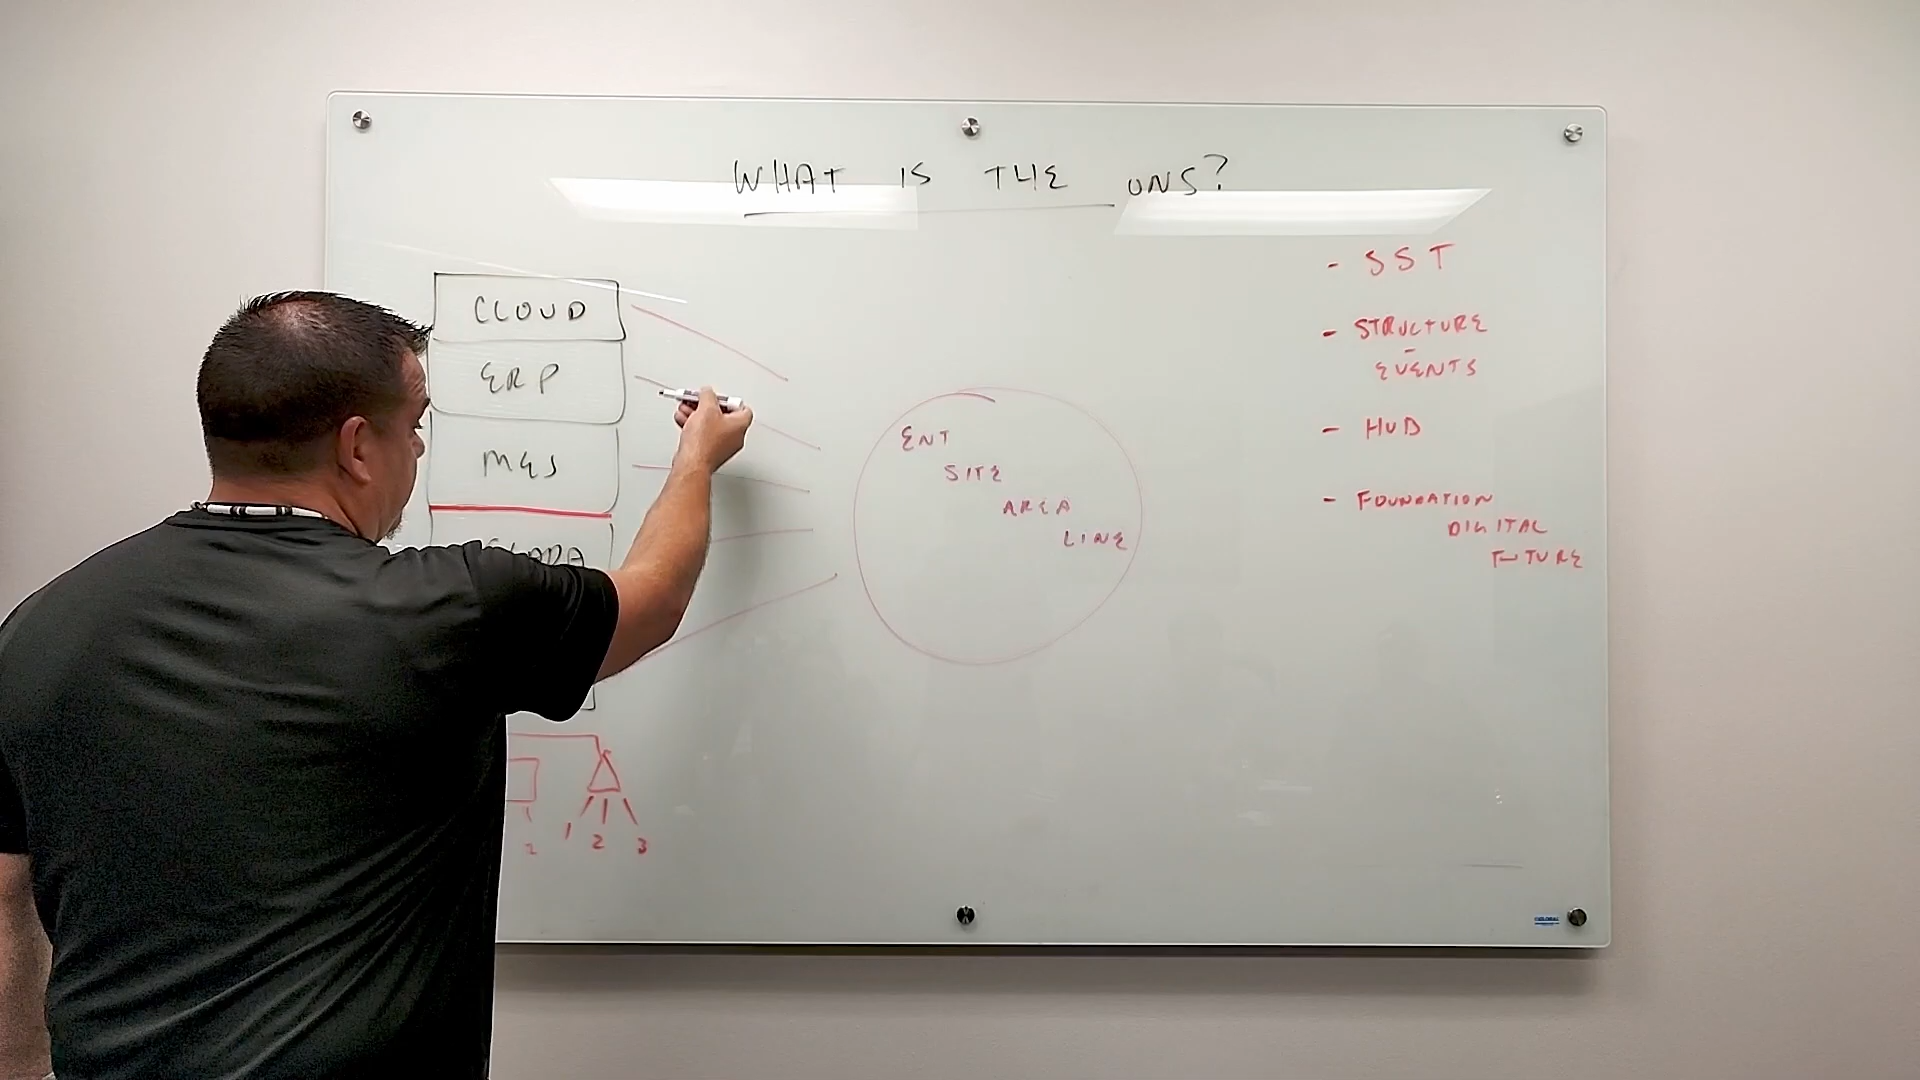 WHAT IS THE UNS?
CLOUD
ERP
MES
ENT
SITE
AREA
LINE
- SST
- STRUCTURE
- EVENTS
- HUB
- FOUNDATION
DIGITAL
FUTURE
2
1 2 3